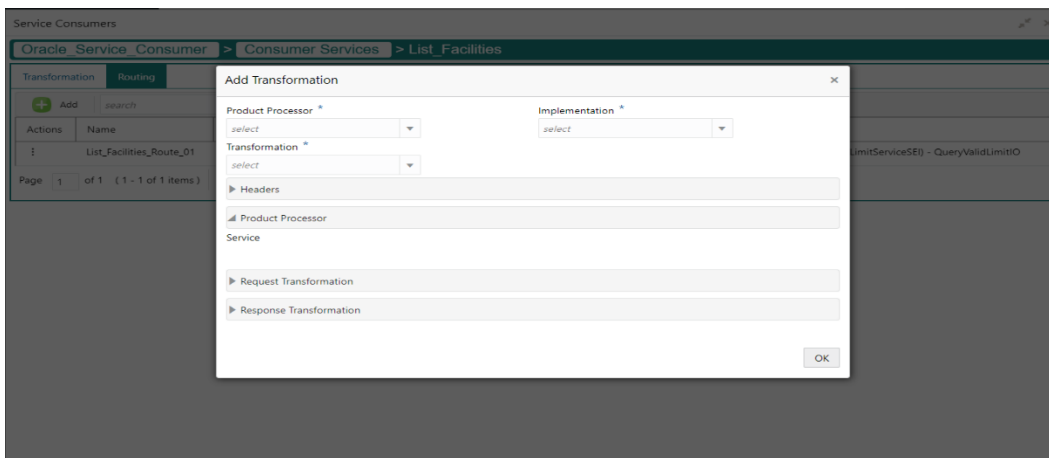 Service Consumers
Oracle_Service_Consumer > Consumer Services > List_Facilities
Transformation Routing
Add search
Actions Name
List_Facilities_Route_01 LimitServiceSEI) - QueryValidLimitIO
Page 1 of 1 (1 - 1 of 1 items)
Add Transformation ×
Product Processor * Implementation *
select select
Transformation *
select
Headers
Product Processor
Service
Request Transformation
Response Transformation
OK